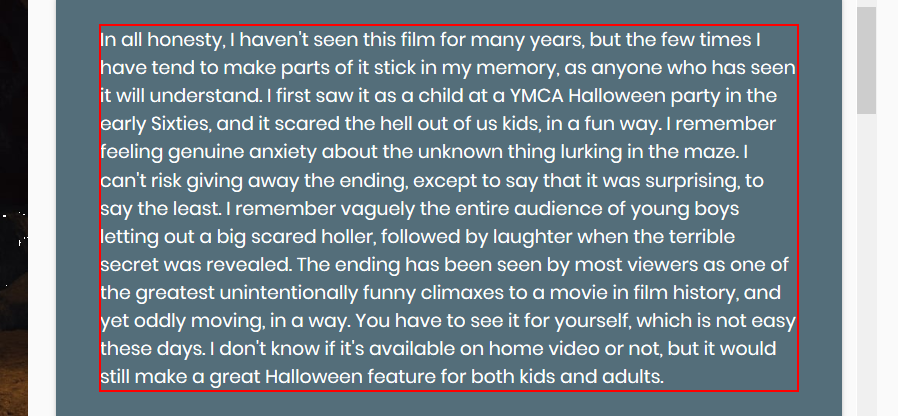 In all honesty, I haven't seen this film for many years, but the few times I
have tend to make parts of it stick in my memory, as anyone who has seen
it will understand. I first saw it as a child at a YMCA Halloween party in the
early Sixties, and it scared the hell out of us kids, in a fun way. I remember
feeling genuine anxiety about the unknown thing lurking in the maze. I
can't risk giving away the ending, except to say that it was surprising, to
say the least. I remember vaguely the entire audience of young boys
letting out a big scared holler, followed by laughter when the terrible
secret was revealed. The ending has been seen by most viewers as one of
the greatest unintentionally funny climaxes to a movie in film history, and
yet oddly moving, in a way. You have to see it for yourself, which is not easy
these days. I don't know if it's available on home video or not, but it would
still make a great Halloween feature for both kids and adults.